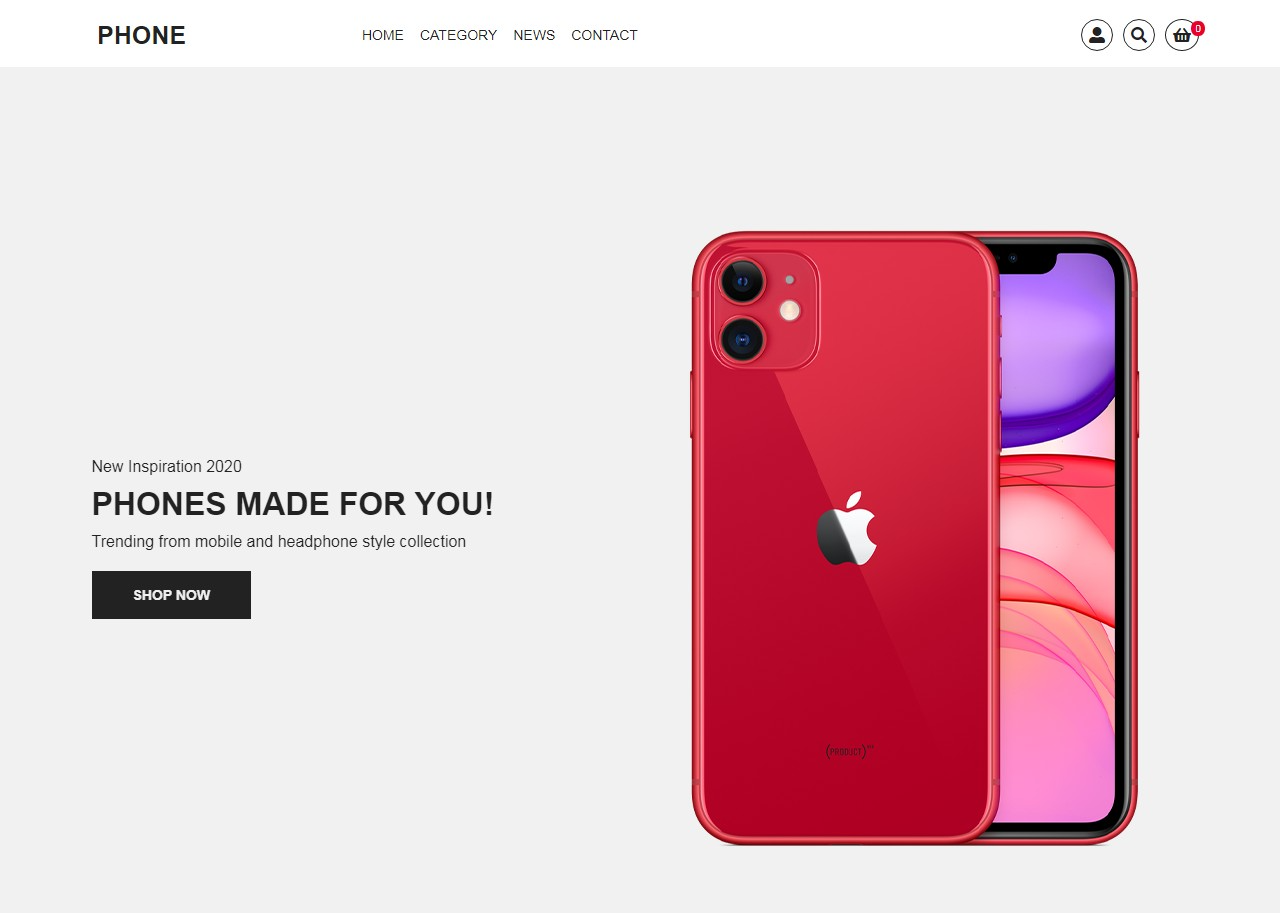 PHONE
HOME CATEGORY NEWS CONTACT
0
New Inspiration 2020
PHONES MADE FOR YOU!
Trending from mobile and headphone style collection
SHOP NOW
(PRODUCT)